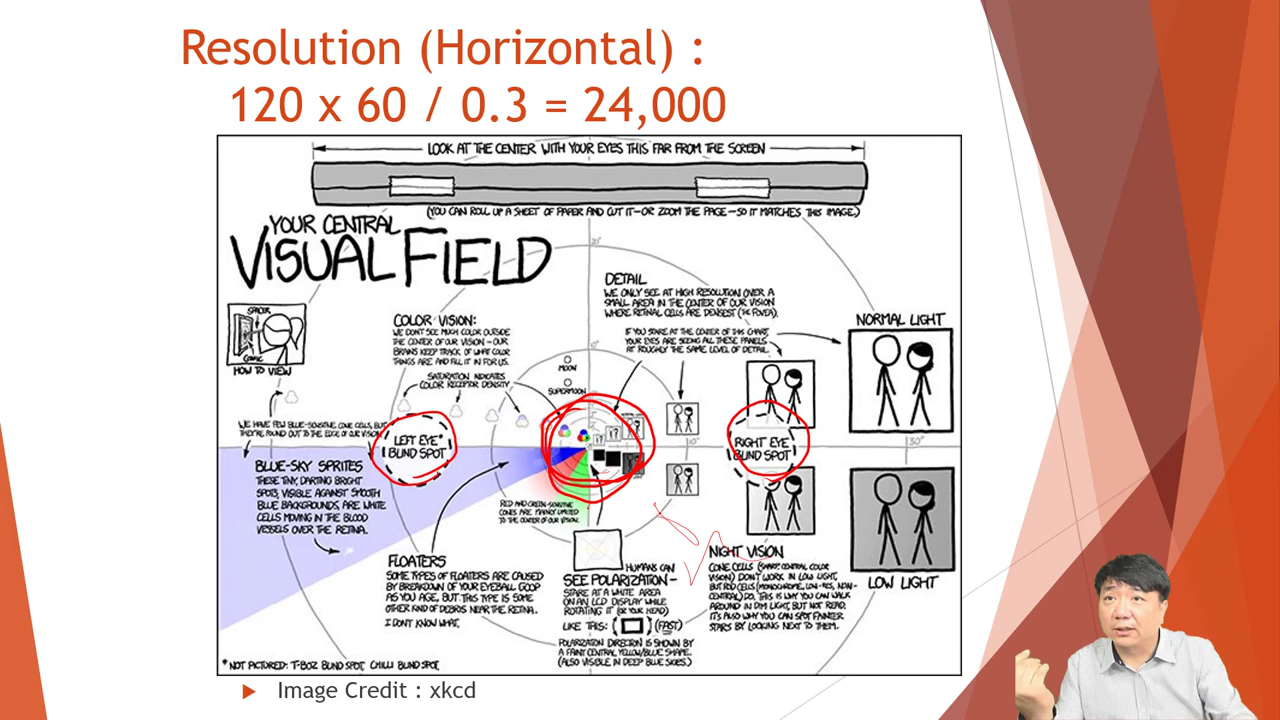 Resolution (Horizontal) :
120 x 60 / 0.3 = 24,000
LOOK AT THE CENTER WITH YOUR EYES THIS FAR FROM THE SCREEN
(YOU CAN ROLL UP A SHEET OF PAPER AND CUT IT—OR ZOOM THE PAGE—SO IT MATCHES THIS IMAGE.)
YOUR CENTRAL
VISUAL FIELD
20°
DETAIL
WE ONLY SEE AT HIGH RESOLUTION OVER A
SMALL AREA IN THE CENTER OF OUR VISION
WHERE RETINAL CELLS ARE DENSEST (THE FOVEA).
IF YOU STARE AT THE CENTER OF THIS CHART,
YOUR EYES ARE SEEING ALL THESE PANELS
AT ROUGHLY THE SAME LEVEL OF DETAIL.
NORMAL LIGHT
SPACER
COMIC
HOW TO VIEW
COLOR VISION:
WE DON'T SEE MUCH COLOR OUTSIDE
THE CENTER OF OUR VISION—OUR
BRAINS KEEP TRACK OF WHAT COLOR
THINGS ARE AND FILL IT IN FOR US.
SATURATION INDICATES
COLOR RECEPTOR DENSITY
MOON
SUPERMOON
WE HAVE FEW BLUE-SENSITIVE CONE CELLS, BUT
THEY'RE FOUND OUT TO THE EDGE OF OUR VISION.
LEFT EYE*
BLIND SPOT
10°
RIGHT EYE
BLIND SPOT
30°
BLUE-SKY SPRITES
THESE TINY, DARTING BRIGHT
SPOTS, VISIBLE AGAINST SMOOTH
BLUE BACKGROUNDS, ARE WHITE
CELLS MOVING IN THE BLOOD
VESSELS OVER THE RETINA.
RED AND GREEN-SENSITIVE
CONES ARE MAINLY LIMITED
TO THE CENTER OF OUR VISION.
FLOATERS
SOME TYPES OF FLOATERS ARE CAUSED
BY BREAKDOWN OF YOUR EYEBALL GOOP
AS YOU AGE, BUT THIS TYPE IS SOME
OTHER KIND OF DEBRIS NEAR THE RETINA.
I DON'T KNOW WHAT.
HUMANS CAN
SEE POLARIZATION—
STARE AT A WHITE AREA
ON AN LCD DISPLAY WHILE
ROTATING IT (OR YOUR HEAD)
LIKE THIS: (FAST)
POLARIZATION DIRECTION IS SHOWN BY
A FAINT CENTRAL YELLOW/BLUE SHAPE.
(ALSO VISIBLE IN DEEP BLUE SKIES)
NIGHT VISION
CONE CELLS (SHARP, CENTRAL COLOR
VISION) DON'T WORK IN LOW LIGHT,
BUT ROD CELLS (MONOCHROME, LOW-RES, NON-
CENTRAL) DO. THIS IS WHY YOU CAN WALK
AROUND IN DIM LIGHT, BUT NOT READ.
IT'S ALSO WHY YOU CAN SPOT FAINTER
STARS BY LOOKING NEXT TO THEM.
LOW LIGHT
* NOT PICTURED: T-BOZ BLIND SPOT, CHILLI BLIND SPOT.
Image Credit : xkcd